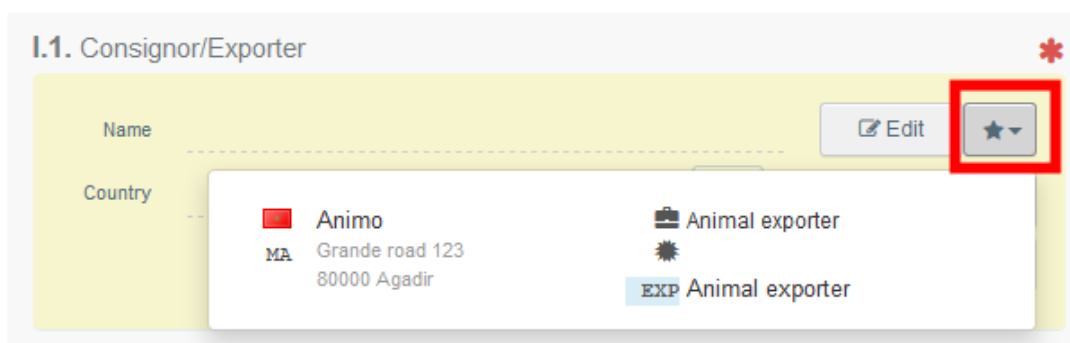 I.1. Consignor/Exporter
Name
Edit
Country
Animo
MA
Grande road 123
80000 Agadir
Animal exporter
EXP Animal exporter